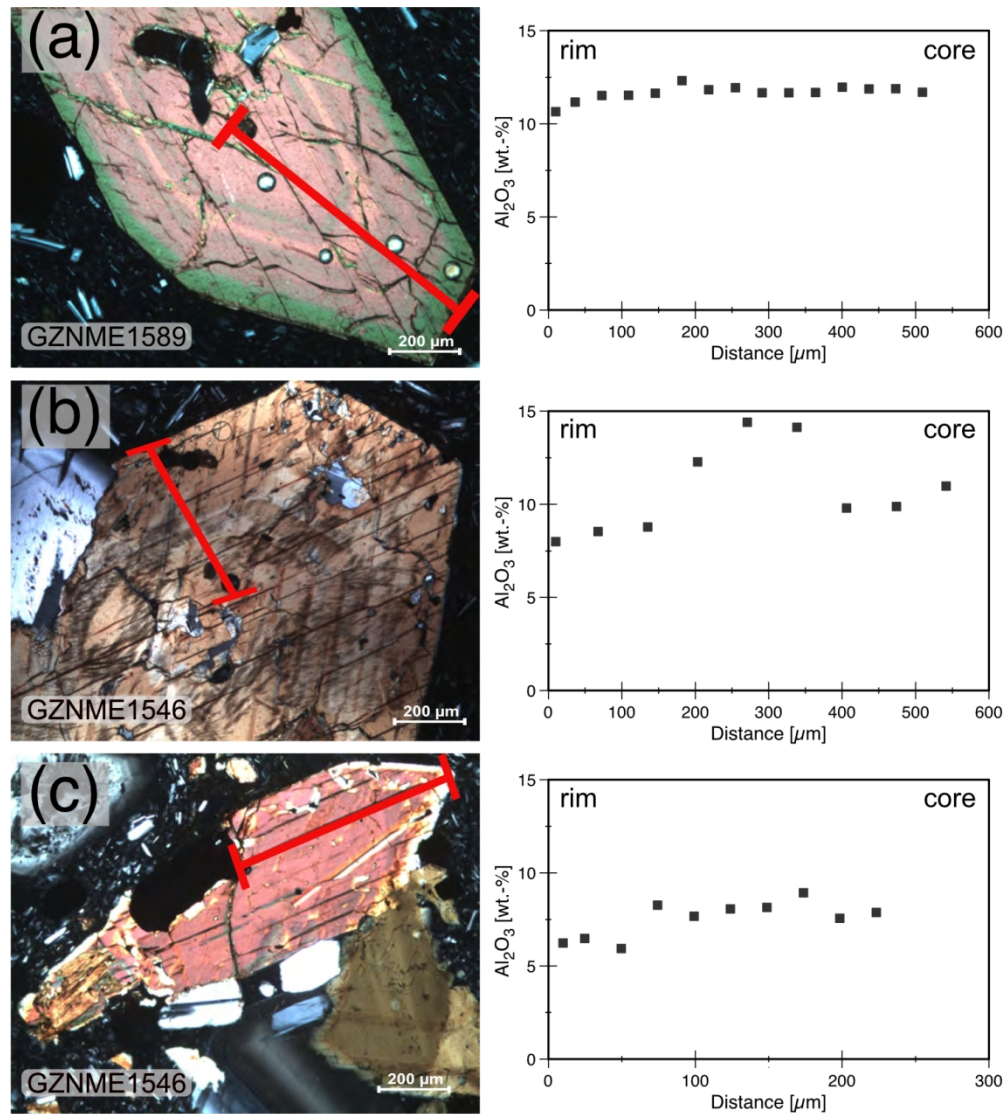 (a)
GZNME1589
200 µm
rim
core
15
10
5
0
Al2O3 [wt.-%]
0 100 200 300 400 500 600
Distance [µm]
(b)
GZNME1546
200 µm
rim
core
15
10
5
0
Al2O3 [wt.-%]
0 100 200 300 400 500 600
Distance [µm]
(c)
GZNME1546
200 µm
rim
core
15
10
5
0
Al2O3 [wt.-%]
0 100 200 300 400 500 300
Distance [µm]